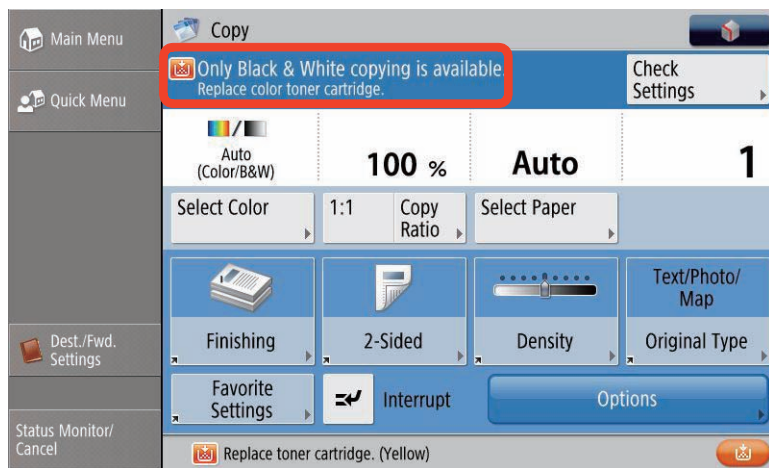 Main Menu
Quick Menu
Dest./Fwd.
Settings
Status Monitor/
Cancel
Copy
Only Black & White copying is available.
Replace color toner cartridge.
Check
Settings
Auto
(Color/B&W)
100 %
Auto
1
Select Color
1:1
Copy
Ratio
Select Paper
Finishing
2-Sided
Density
Text/Photo/
Map
Original Type
Favorite
Settings
Interrupt
Options
Replace toner cartridge. (Yellow)